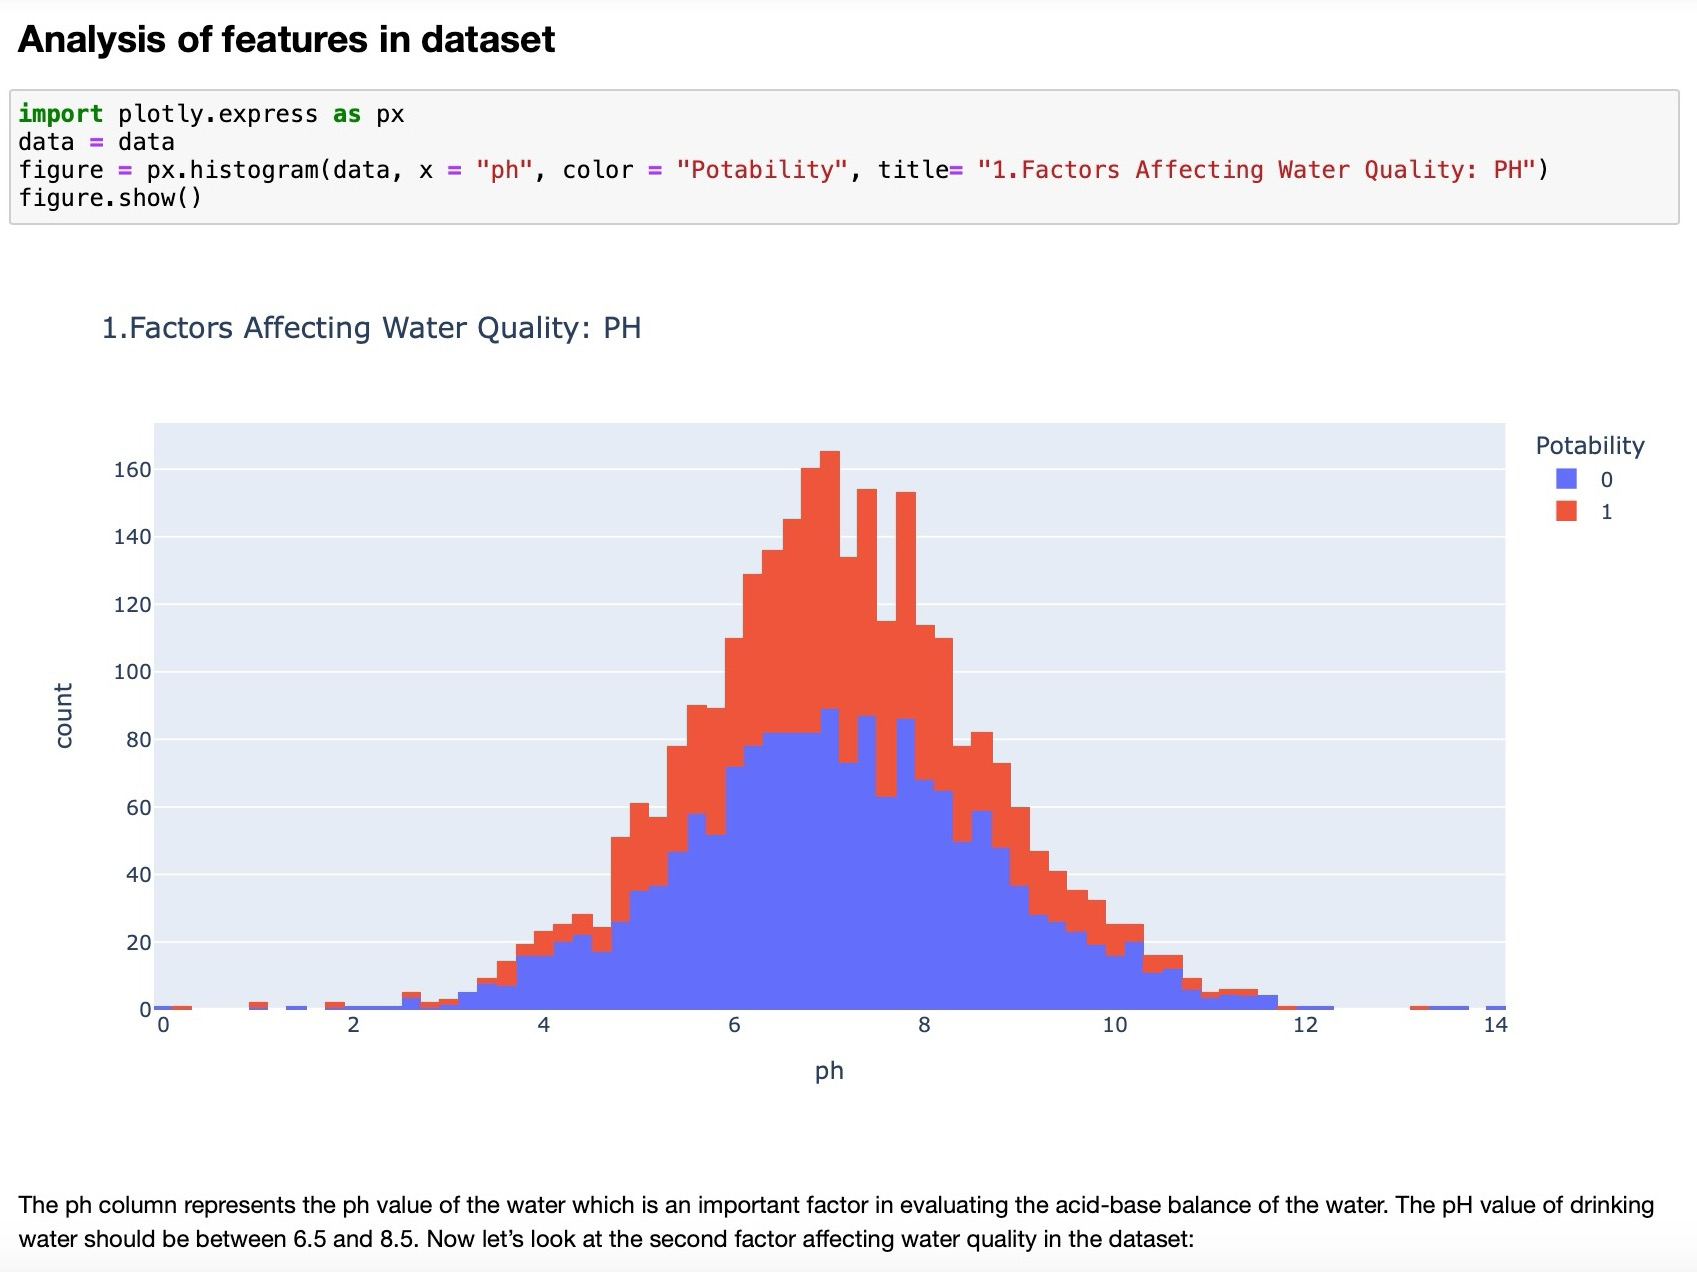 Analysis of features in dataset
import plotly.express as px
data = data
figure = px.histogram(data, x = "ph", color = "Potability", title= "1.Factors Affecting Water Quality: PH")
figure.show()
1.Factors Affecting Water Quality: PH
Potability
0
1
160
140
120
100
80
60
40
20
0
count
0 2 4 6 8 10 12 14
ph
The ph column represents the ph value of the water which is an important factor in evaluating the acid-base balance of the water. The pH value of drinking
water should be between 6.5 and 8.5. Now let’s look at the second factor affecting water quality in the dataset: